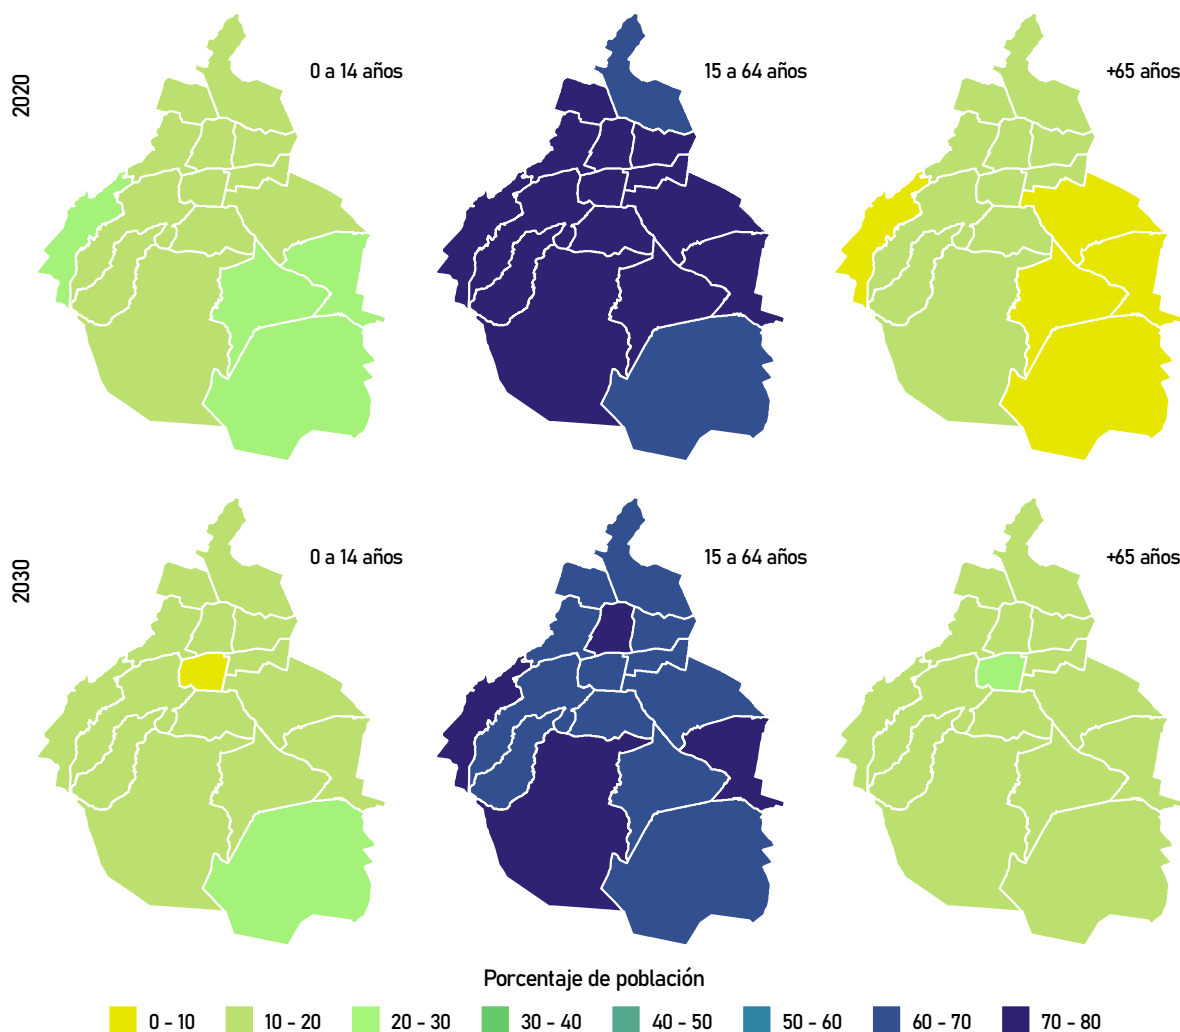 2020
0 a 14 años
15 a 64 años
+65 años
2030
0 a 14 años
15 a 64 años
+65 años
Porcentaje de población
0 - 10
10 - 20
20 - 30
30 - 40
40 - 50
50 - 60
60 - 70
70 - 80